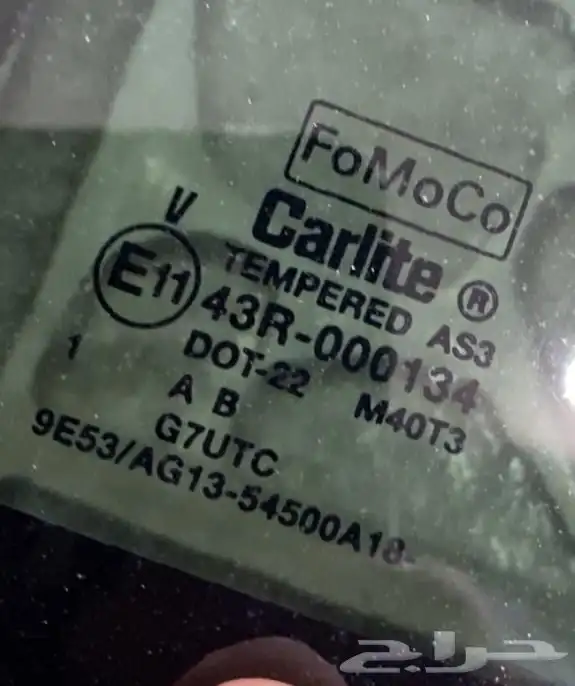 FoMoCo
V
Carlite ®
TEMPERED AS3
E11 43R-000134
1 DOT-22 M40T3
A B
G7UTC
9E53/AG13-54500A18-
حراج